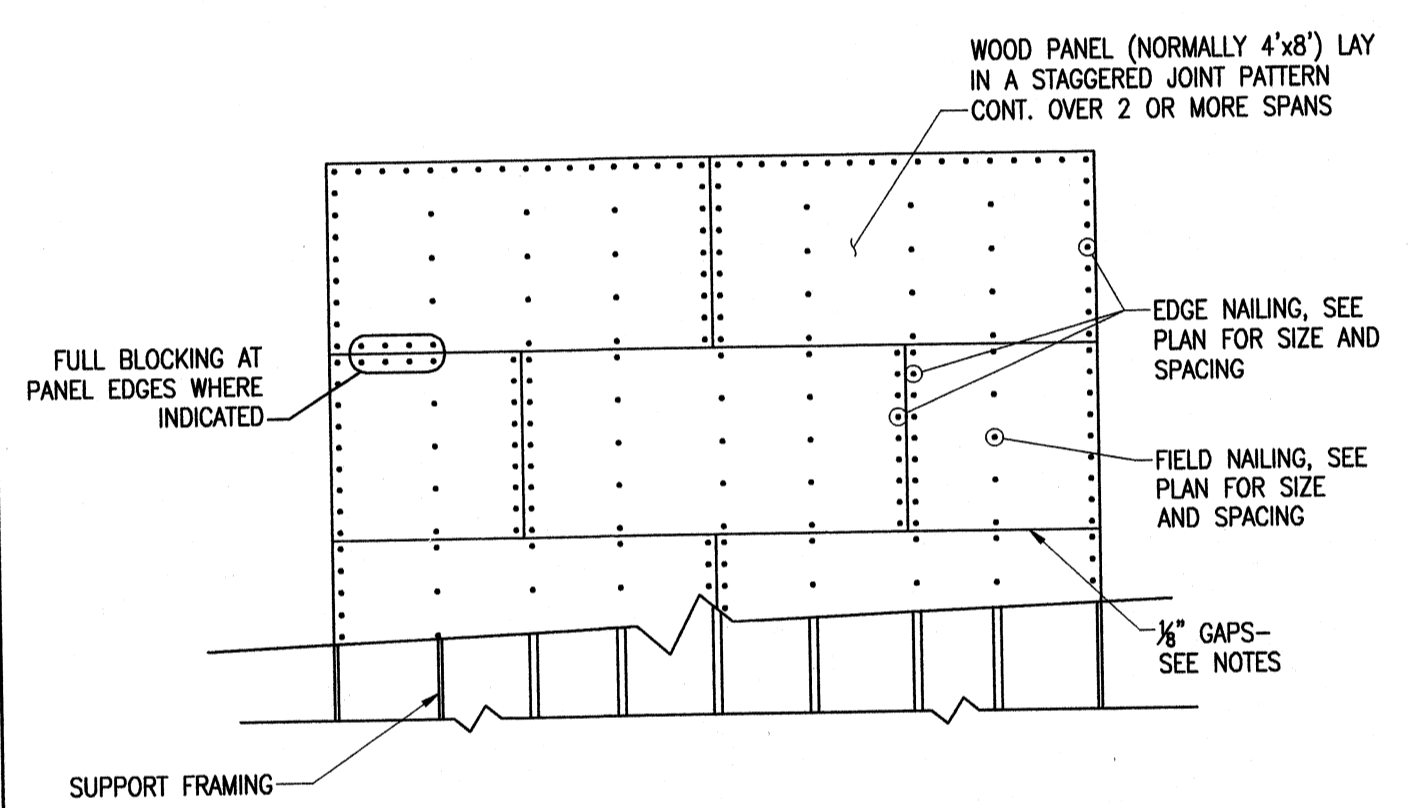 WOOD PANEL (NORMALLY 4'x8') LAY
IN A STAGGERED JOINT PATTERN
CONT. OVER 2 OR MORE SPANS
FULL BLOCKING AT
PANEL EDGES WHERE
INDICATED
EDGE NAILING, SEE
PLAN FOR SIZE AND
SPACING
FIELD NAILING, SEE
PLAN FOR SIZE
AND SPACING
⅛" GAPS–
SEE NOTES
SUPPORT FRAMING